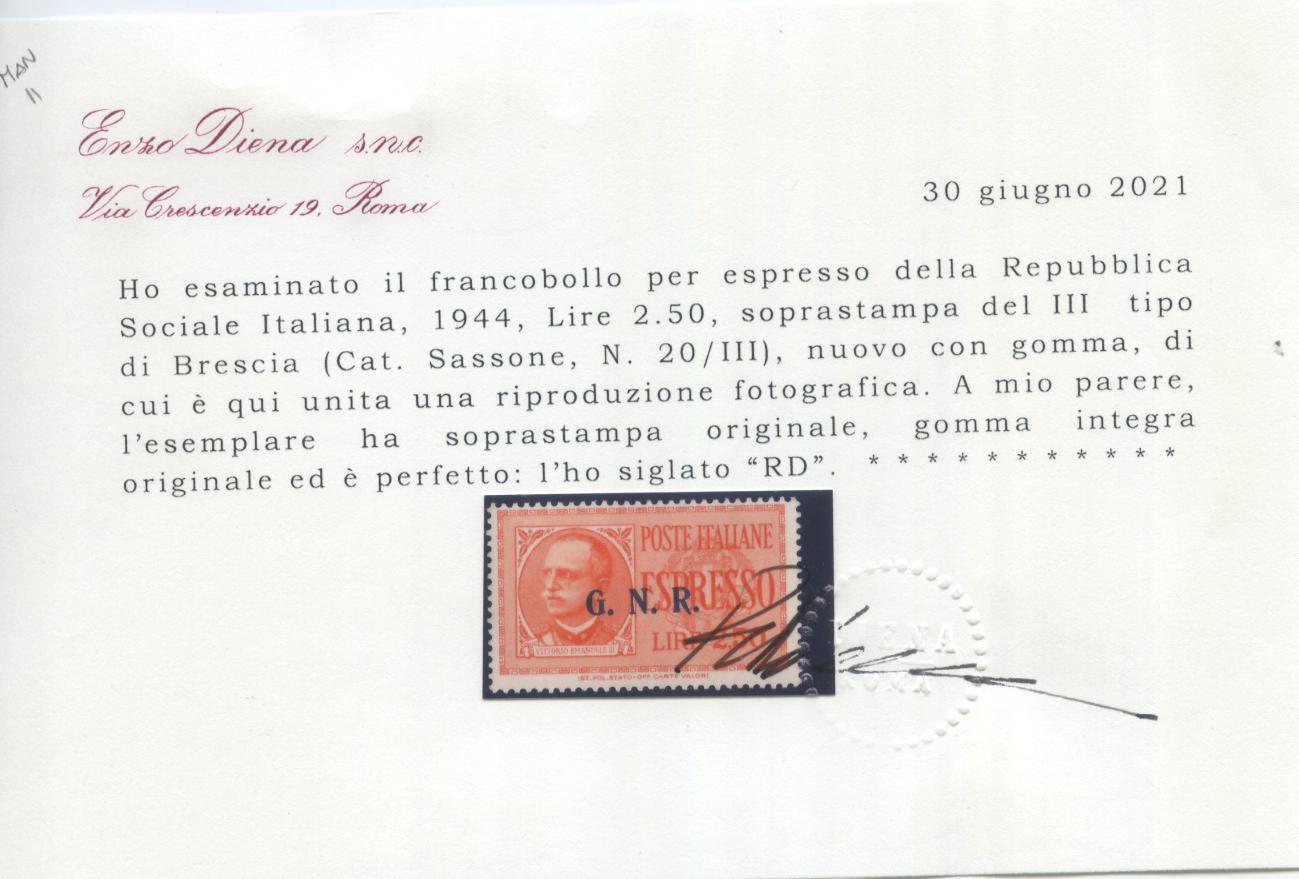 MAN
11
Enzo Diena s.n.c.
Via Crescenzio 19, Roma
30 giugno 2021
Ho esaminato il francobollo per espresso della Repubblica
Sociale Italiana, 1944, Lire 2.50, soprastampa del III tipo
di Brescia (Cat. Sassone, N. 20/III), nuovo con gomma, di
cui è qui unita una riproduzione fotografica. A mio parere,
l'esemplare ha soprastampa originale, gomma integra
originale ed è perfetto: l'ho siglato “RD”. * * * * * * * * * * *
POSTE ITALIANE
ESPRESSO
G. N. R.
LIRE 2,50
VITTORIO EMANUELE III
(IST. POL. STATO-OFF. CARTE VALORI)